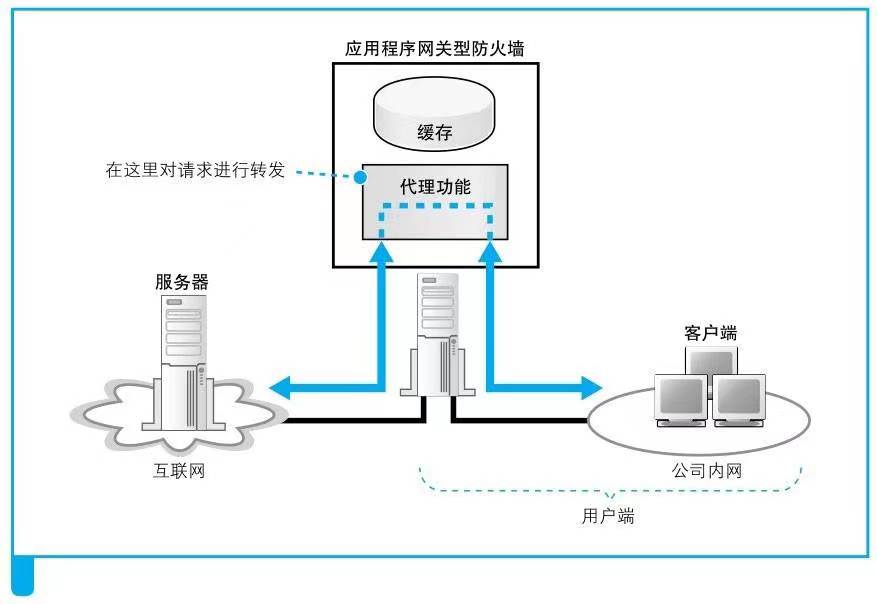 应用程序网关型防火墙
缓存
在这里对请求进行转发
代理功能
服务器
客户端
互联网
公司内网
用户端